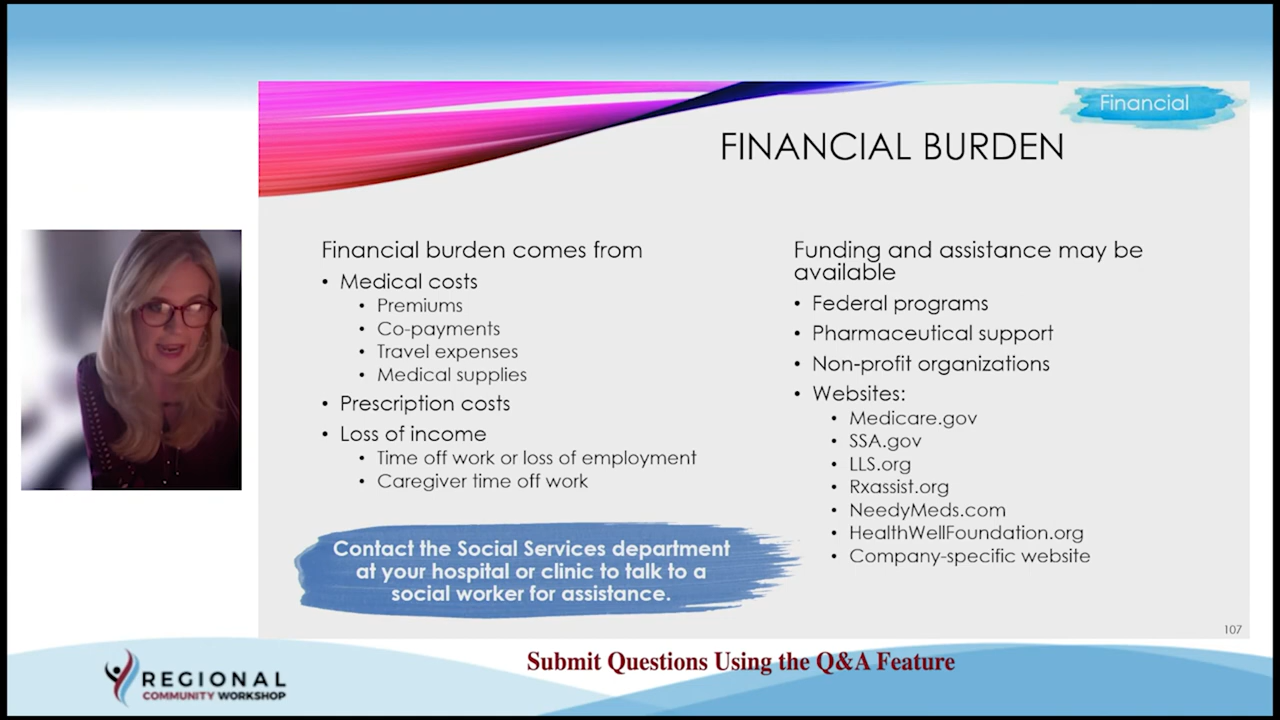 Financial
FINANCIAL BURDEN
Financial burden comes from
• Medical costs
• Premiums
• Co-payments
• Travel expenses
• Medical supplies
• Prescription costs
• Loss of income
• Time off work or loss of employment
• Caregiver time off work
Contact the Social Services department
at your hospital or clinic to talk to a
social worker for assistance.
Funding and assistance may be
available
• Federal programs
• Pharmaceutical support
• Non-profit organizations
• Websites:
• Medicare.gov
• SSA.gov
• LLS.org
• Rxassist.org
• NeedyMeds.com
• HealthWellFoundation.org
• Company-specific website
107
REGIONAL
COMMUNITY WORKSHOP
Submit Questions Using the Q&A Feature